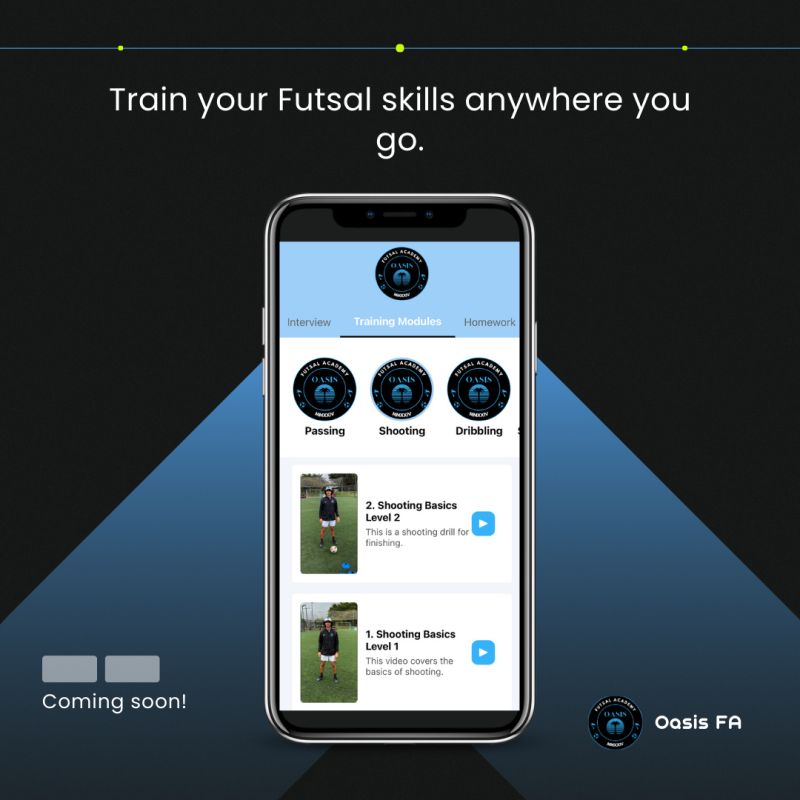 Train your Futsal skills anywhere you
go.
FUTSAL ACADEMY
OASIS
MMXXIV
Interview
Training Modules
Homework
FUTSAL ACADEMY
OASIS
MMXXIV
FUTSAL ACADEMY
OASIS
MMXXIV
FUTSAL ACADEMY
OASIS
MMXXIV
Passing
Shooting
Dribbling
2. Shooting Basics
Level 2
This is a shooting drill for
finishing.
1. Shooting Basics
Level 1
This video covers the
basics of shooting.
Coming soon!
FUTSAL ACADEMY
OASIS
MMXXIV
Oasis FA